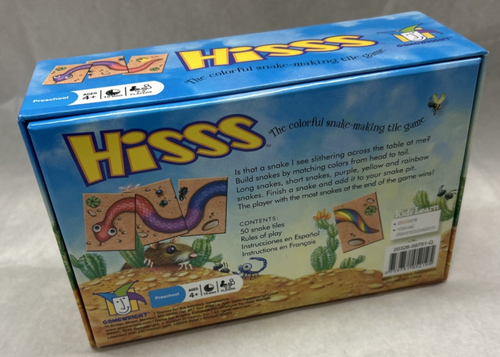 Hisss
The colorful snake-making tile game
Preschool
AGES
4+
GAMEWRIGHT
Hisss
The colorful snake-making tile game
Is that a snake I see slithering across the table at me?
Build snakes by matching colors from head to tail.
Long snakes, short snakes, purple, yellow and rainbow
snakes. Finish a snake and add it to your snake pit.
The player with the most snakes at the end of the game wins!
CONTENTS:
50 snake tiles
Rules of play
Instrucciones en Español
Instructions en Français
Preschool
AGES
4+
GAMEWRIGHT